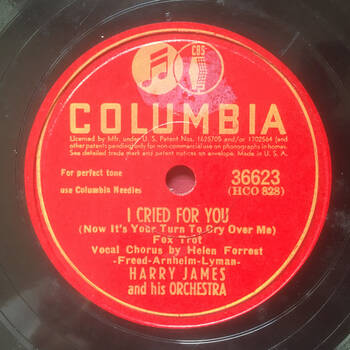 CBS
COLUMBIA
Licensed by mfr. under U. S. Patent Nos. 1625705 and/or 1702564 (and
other patents pending) only for non-commercial use on phonographs in homes.
See detailed trade mark and patent notices on envelope. Made in U. S. A.
For perfect tone
use Columbia Needles
36623
(HCO 828)
I CRIED FOR YOU
(Now It's Your Turn To Cry Over Me)
Fox Trot
Vocal Chorus by Helen Forrest
-Freed-Arnheim-Lyman-
HARRY JAMES
and his ORCHESTRA